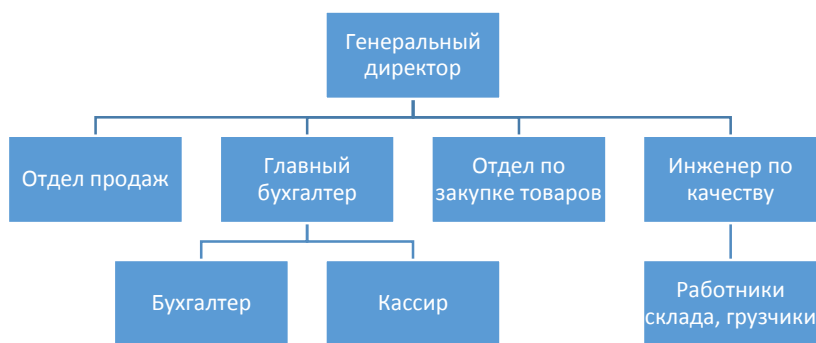 Генеральный
директор
Отдел продаж
Главный
бухгалтер
Отдел по
закупке товаров
Инженер по
качеству
Бухгалтер
Кассир
Работники
склада, грузчики